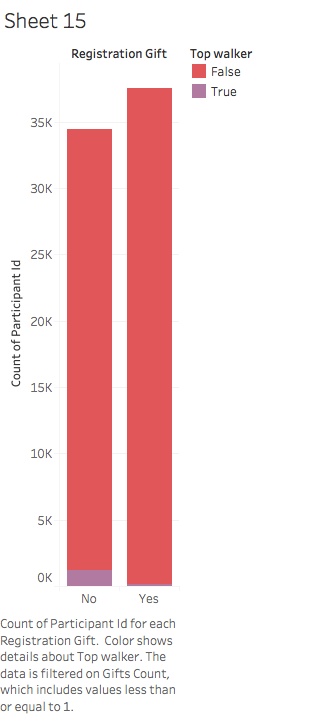 Sheet 15
Registration Gift
Top walker
False
True
35K
30K
25K
20K
15K
10K
5K
0K
Count of Participant Id
No
Yes
Count of Participant Id for each
Registration Gift.  Color shows
details about Top walker. The
data is filtered on Gifts Count,
which includes values less than
or equal to 1.